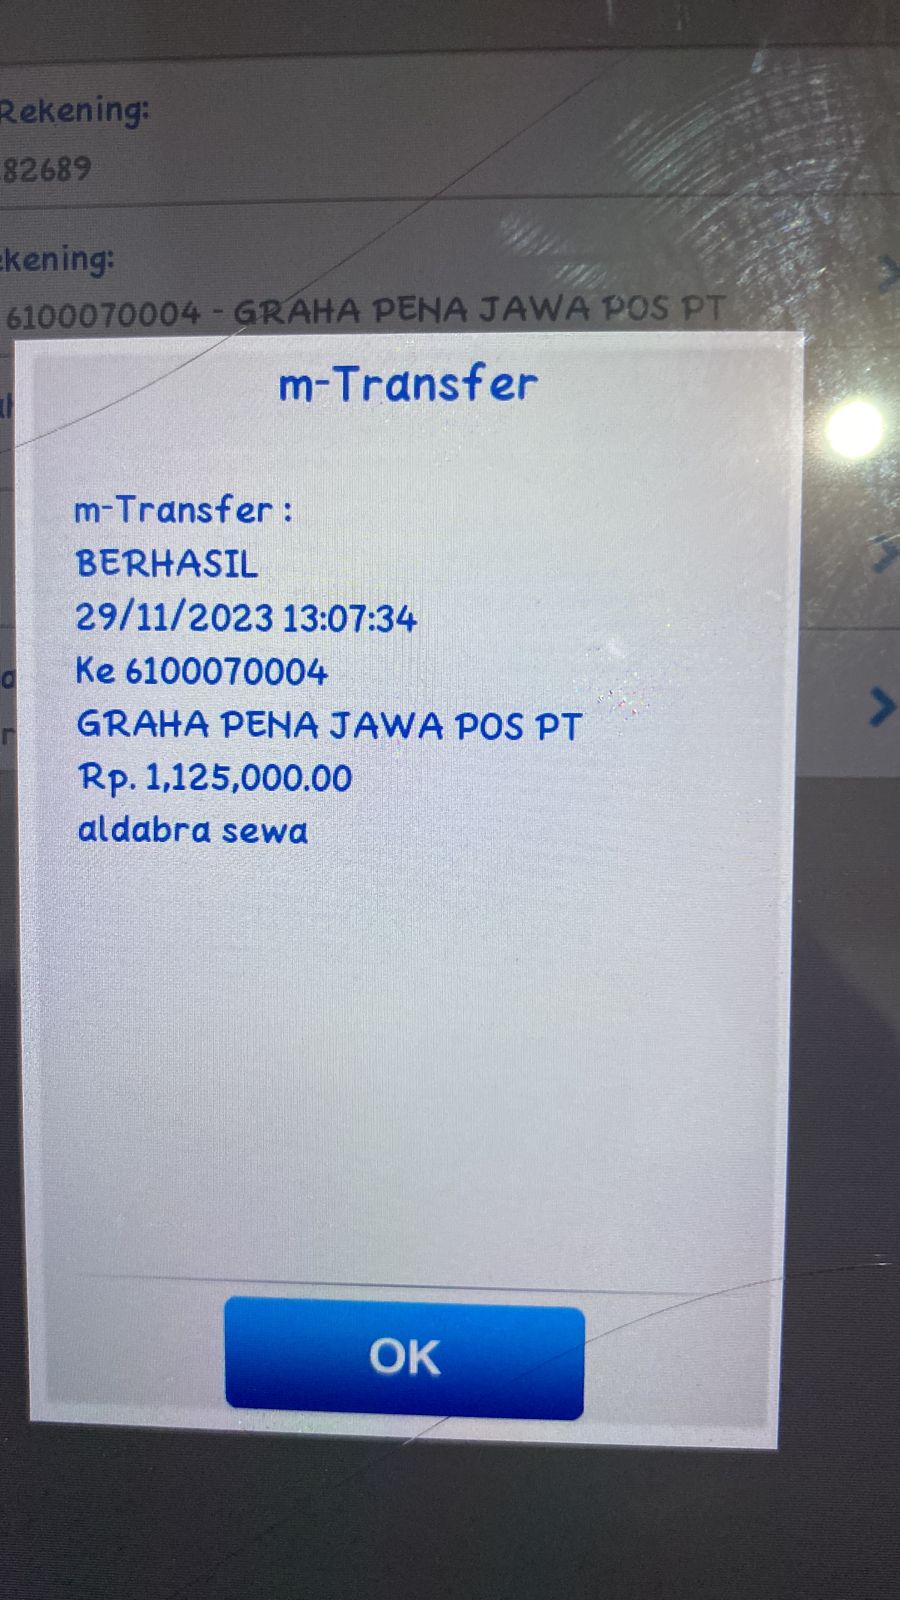 Rekening:
82689
ekening:
6100070004 - GRAHA PENA JAWA POS PT
m-Transfer
m-Transfer :
BERHASIL
29/11/2023 13:07:34
Ke 6100070004
GRAHA PENA JAWA POS PT
Rp. 1,125,000.00
aldabra sewa
OK